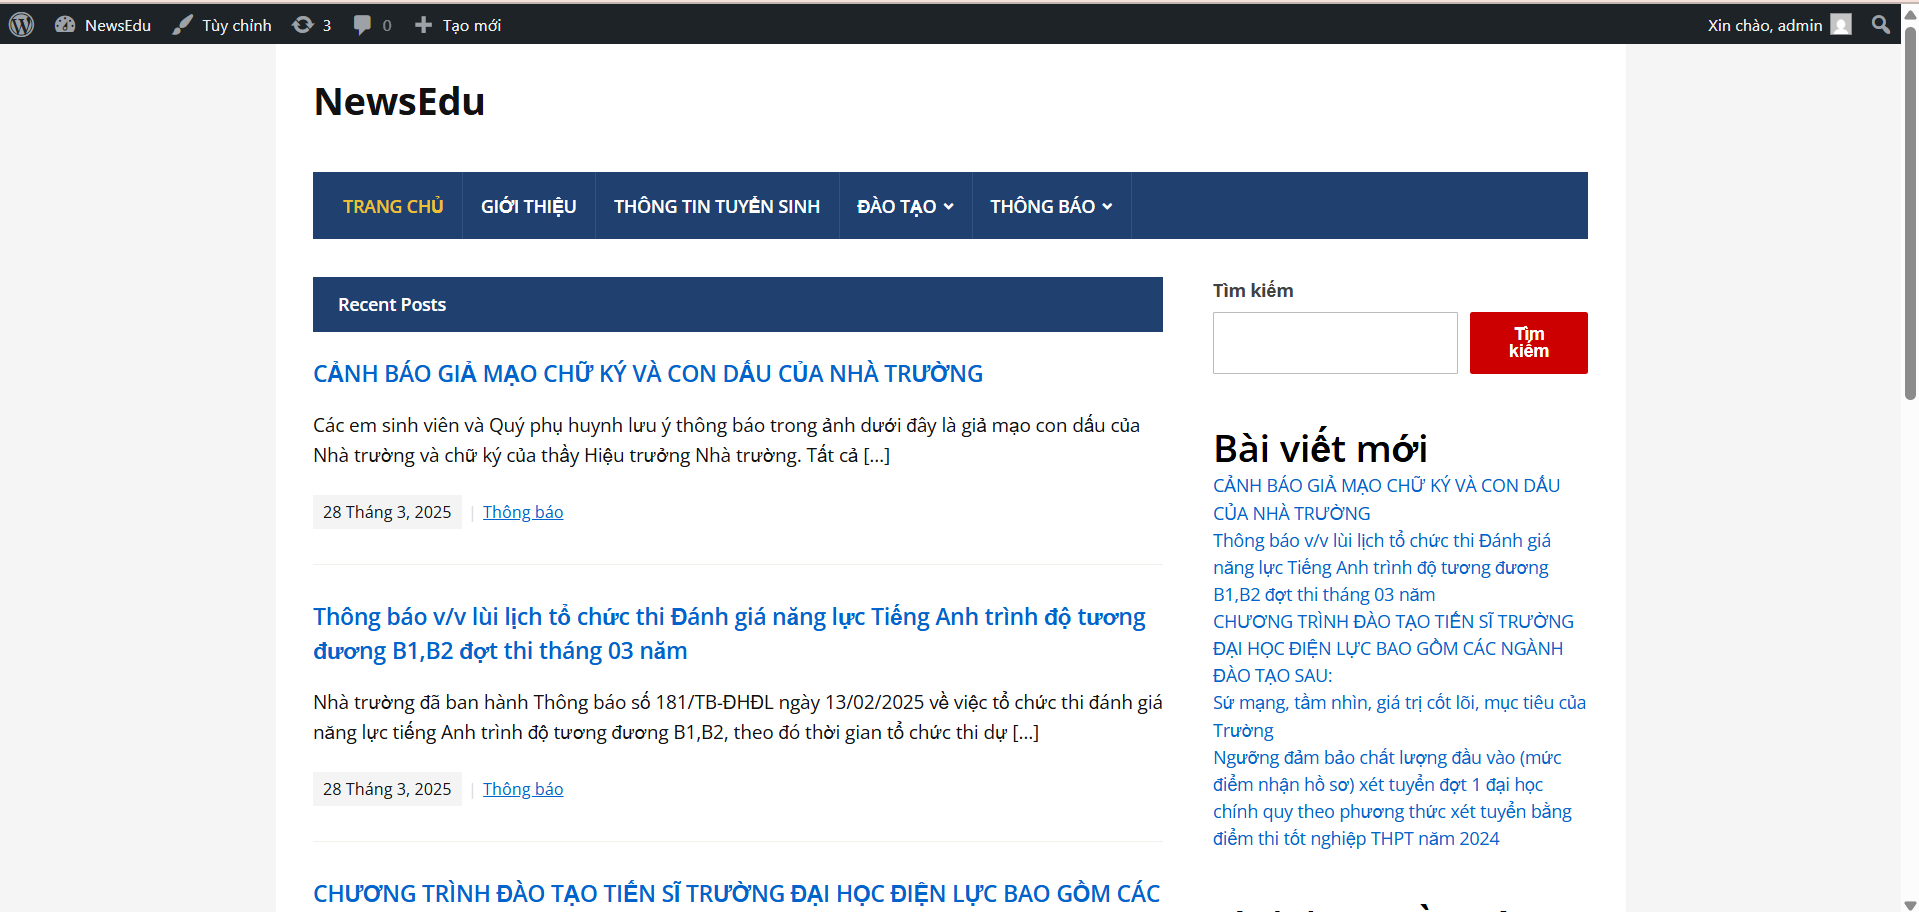 NewsEdu Tùy chỉnh 3 0 Tạo mới Xin chào, admin
NewsEdu
TRANG CHỦ GIỚI THIỆU THÔNG TIN TUYỂN SINH ĐÀO TẠO THÔNG BÁO
Recent Posts
CẢNH BÁO GIẢ MẠO CHỮ KÝ VÀ CON DẤU CỦA NHÀ TRƯỜNG
Các em sinh viên và Quý phụ huynh lưu ý thông báo trong ảnh dưới đây là giả mạo con dấu của
Nhà trường và chữ ký của thầy Hiệu trưởng Nhà trường. Tất cả [...]
28 Tháng 3, 2025 | Thông báo
Thông báo v/v lùi lịch tổ chức thi Đánh giá năng lực Tiếng Anh trình độ tương
đương B1,B2 đợt thi tháng 03 năm
Nhà trường đã ban hành Thông báo số 181/TB-ĐHĐL ngày 13/02/2025 về việc tổ chức thi đánh giá
năng lực tiếng Anh trình độ tương đương B1,B2, theo đó thời gian tổ chức thi dự [...]
28 Tháng 3, 2025 | Thông báo
CHƯƠNG TRÌNH ĐÀO TẠO TIẾN SĨ TRƯỜNG ĐẠI HỌC ĐIỆN LỰC BAO GỒM CÁC
Tìm kiếm
Tìm
kiếm
Bài viết mới
CẢNH BÁO GIẢ MẠO CHỮ KÝ VÀ CON DẤU
CỦA NHÀ TRƯỜNG
Thông báo v/v lùi lịch tổ chức thi Đánh giá
năng lực Tiếng Anh trình độ tương đương
B1,B2 đợt thi tháng 03 năm
CHƯƠNG TRÌNH ĐÀO TẠO TIẾN SĨ TRƯỜNG
ĐẠI HỌC ĐIỆN LỰC BAO GỒM CÁC NGÀNH
ĐÀO TẠO SAU:
Sứ mạng, tầm nhìn, giá trị cốt lõi, mục tiêu của
Trường
Ngưỡng đảm bảo chất lượng đầu vào (mức
điểm nhận hồ sơ) xét tuyển đợt 1 đại học
chính quy theo phương thức xét tuyển bằng
điểm thi tốt nghiệp THPT năm 2024